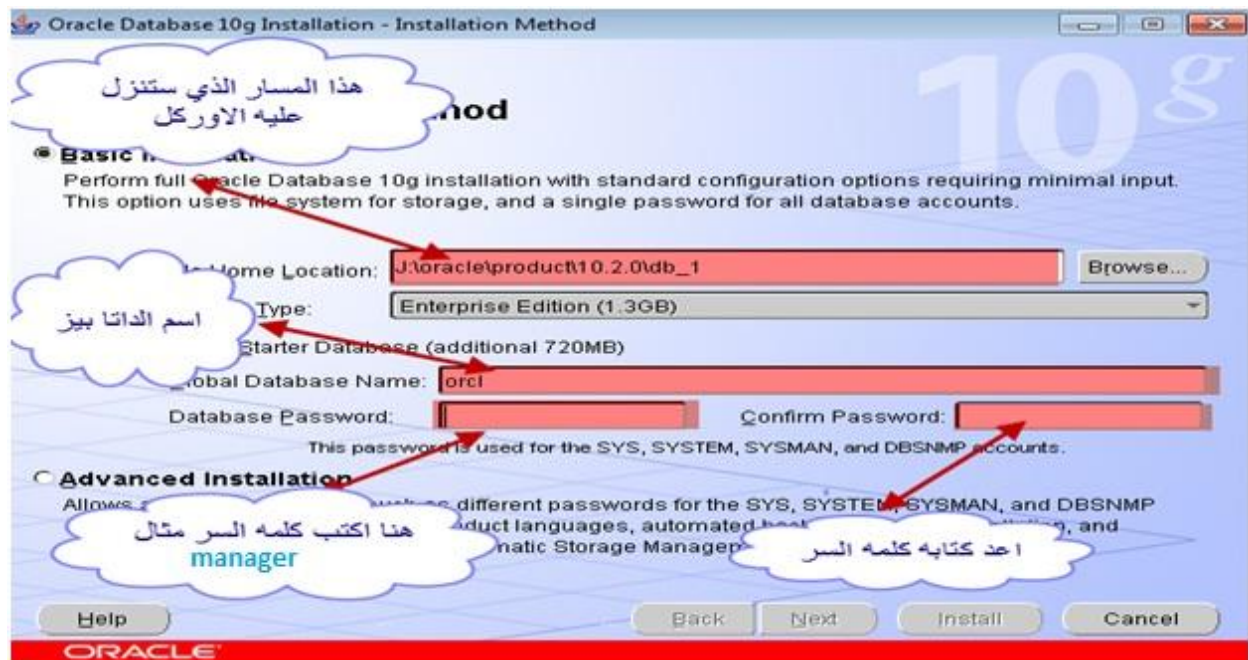 Oracle Database 10g Installation - Installation Method
10g
هذا المسار الذي ستنزل
عليه الاوركل
Basic
Perform full Oracle Database 10g installation with standard configuration options requiring minimal input.
This option uses file system for storage, and a single password for all database accounts.
Home Location: J:\oracle\product\10.2.0\db_1 Browse...
Type: Enterprise Edition (1.3GB)
اسم الداتا بيز
Starter Database (additional 720MB)
Global Database Name: orcl
Database Password: Confirm Password:
This password is used for the SYS, SYSTEM, SYSMAN, and DBSNMP accounts.
Advanced Installation
Allows different passwords for the SYS, SYSTEM, SYSMAN, and DBSNMP
product languages, automated and
هنا اكتب كلمه السر مثال
manager
اعد كتابه كلمه السر
Help Back Next Install Cancel
ORACLE